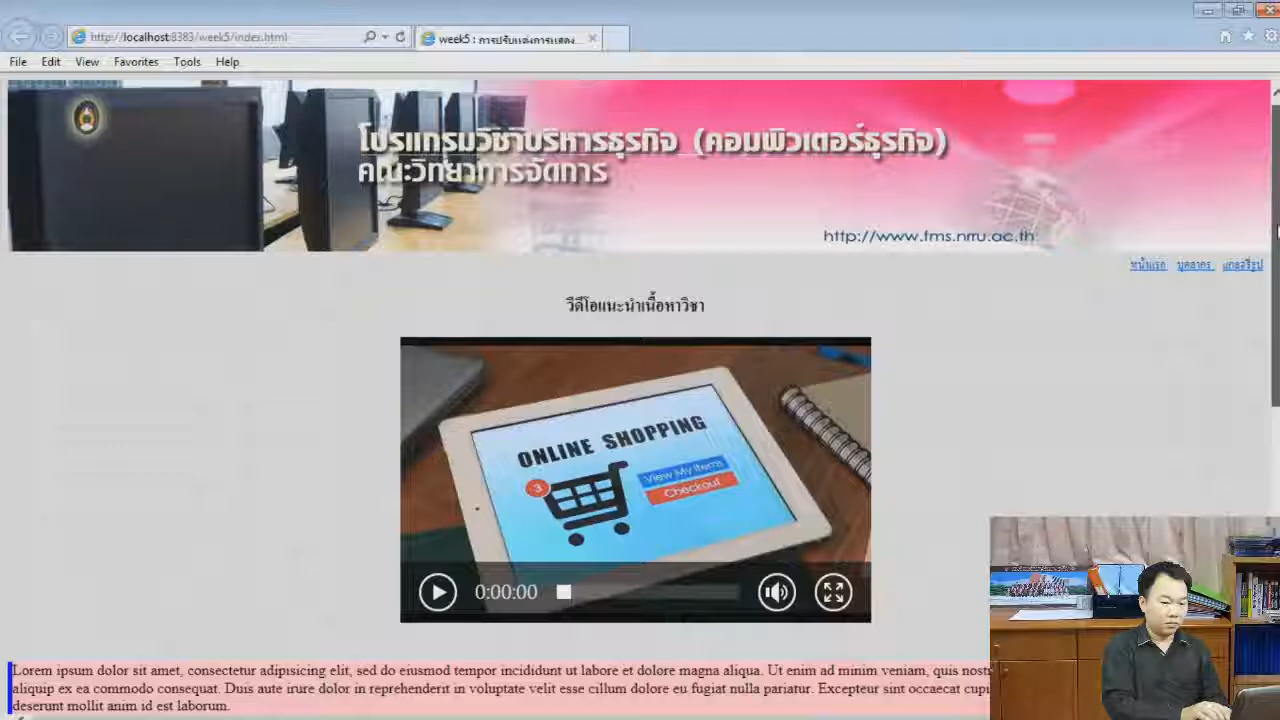 http://localhost:8383/week5/index.html
week5 : การปรับแต่งการแสดง...
File Edit View Favorites Tools Help
โปรแกรมวิชาบริหารธุรกิจ (คอมพิวเตอร์ธุรกิจ)
คณะวิทยาการจัดการ
http://www.fms.nrru.ac.th
หน้าแรก บุคลากร แกลอรี่รูป
วีดีโอแนะนำเนื้อหาวิชา
ONLINE SHOPPING
3
View My Items
Checkout
0:00:00
Lorem ipsum dolor sit amet, consectetur adipisicing elit, sed do eiusmod tempor incididunt ut labore et dolore magna aliqua. Ut enim ad minim veniam, quis
aliquip ex ea commodo consequat. Duis aute irure dolor in reprehenderit in voluptate velit esse cillum dolore eu fugiat nulla pariatur. Excepteur sint occaecat
deserunt mollit anim id est laborum.